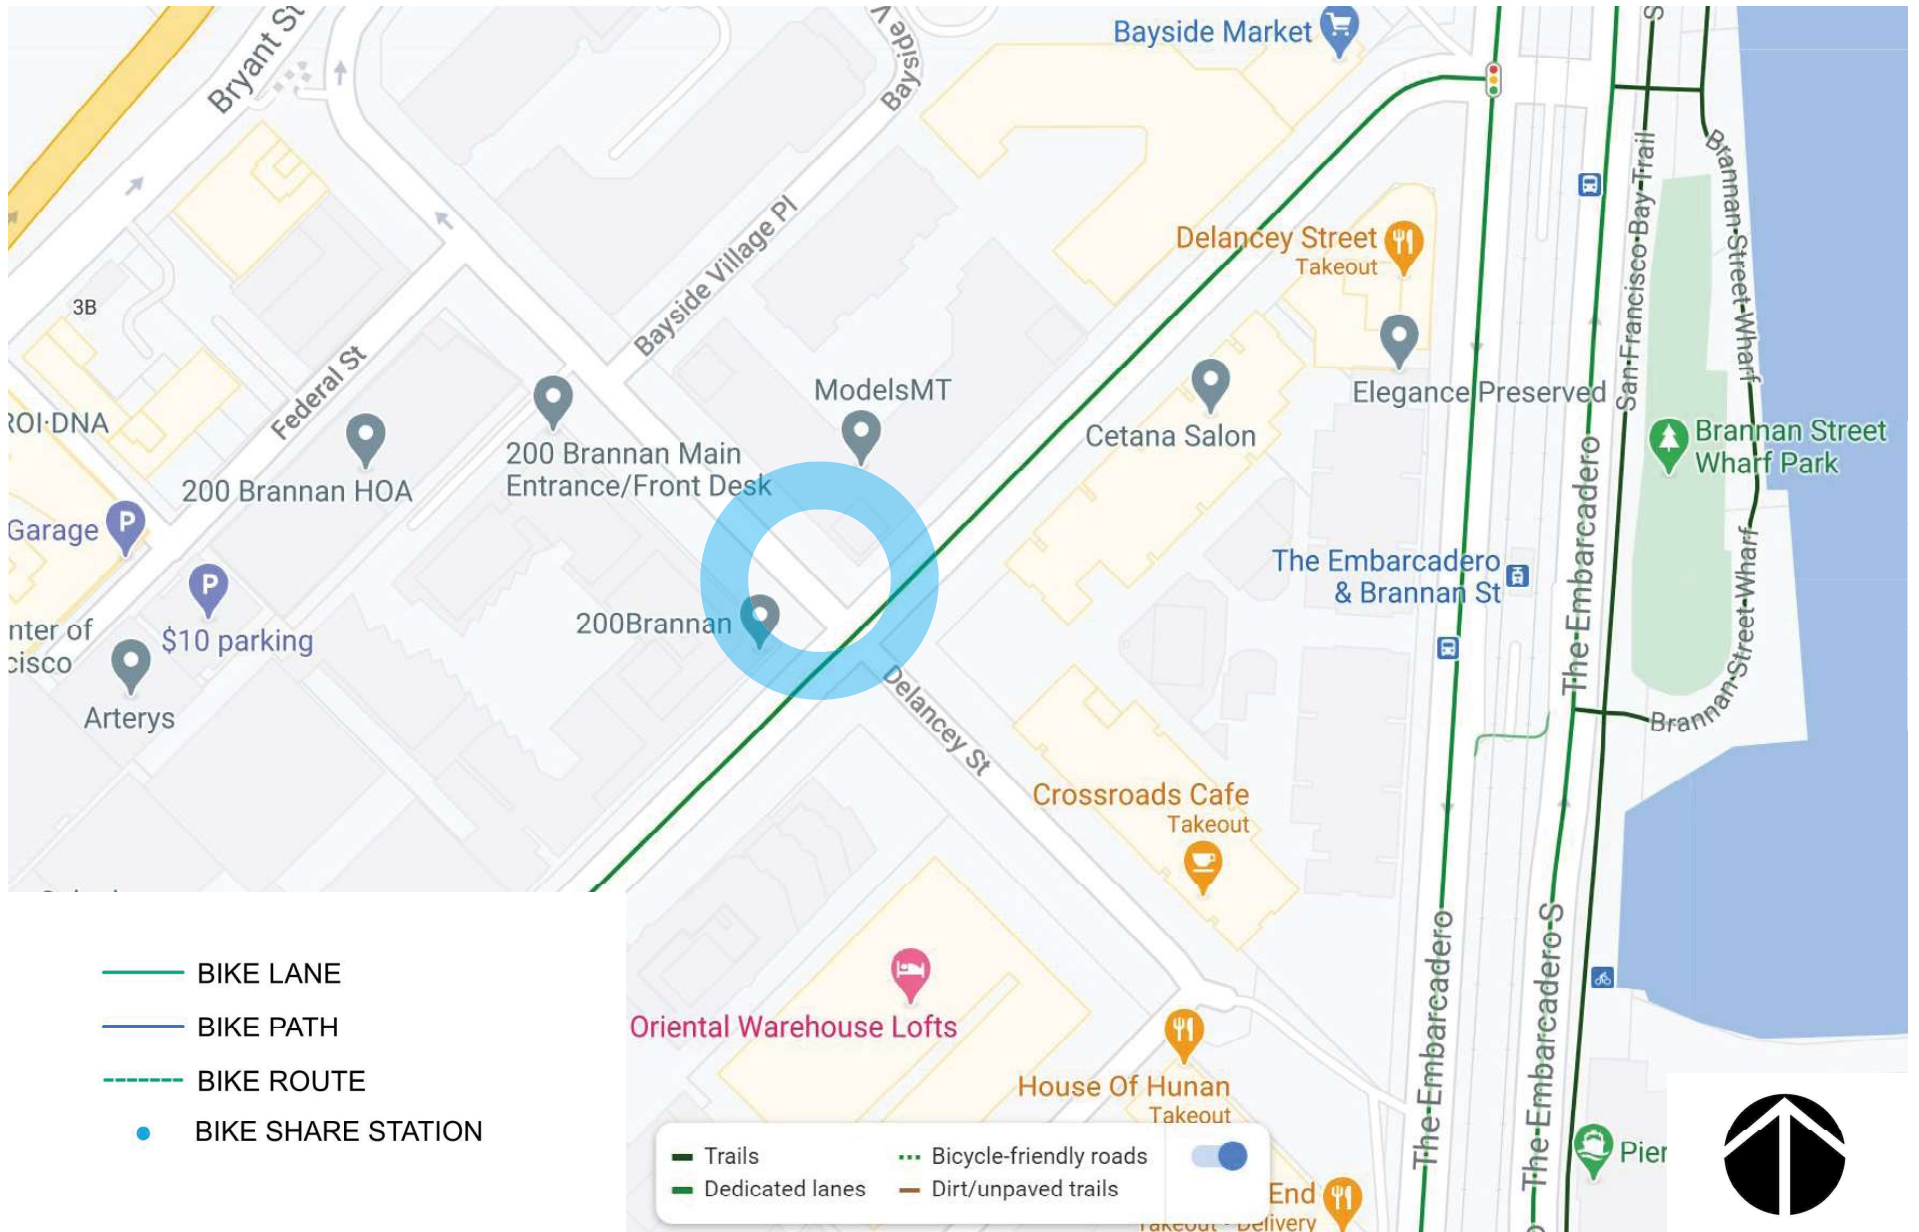 Bryant St
Bayside V
Bayside Market
S
Brannan Street Wharf
San Francisco Bay Trail
Bayside Village Pl
Delancey Street
Takeout
3B
Federal St
ModelsMT
Elegance Preserved
ROI·DNA
Cetana Salon
Brannan Street
Wharf Park
200 Brannan Main
Entrance/Front Desk
200 Brannan HOA
The Embarcadero
P
Garage
The Embarcadero
& Brannan St
Brannan Street Wharf
P
200Brannan
nter of
cisco
$10 parking
Arterys
Delancey St
Crossroads Cafe
Takeout
The Embarcadero
The Embarcadero S
BIKE LANE
BIKE PATH
BIKE ROUTE
BIKE SHARE STATION
Oriental Warehouse Lofts
House Of Hunan
Takeout
Trails
Bicycle-friendly roads
Dedicated lanes
Dirt/unpaved trails
Pier
End
Takeout · Delivery